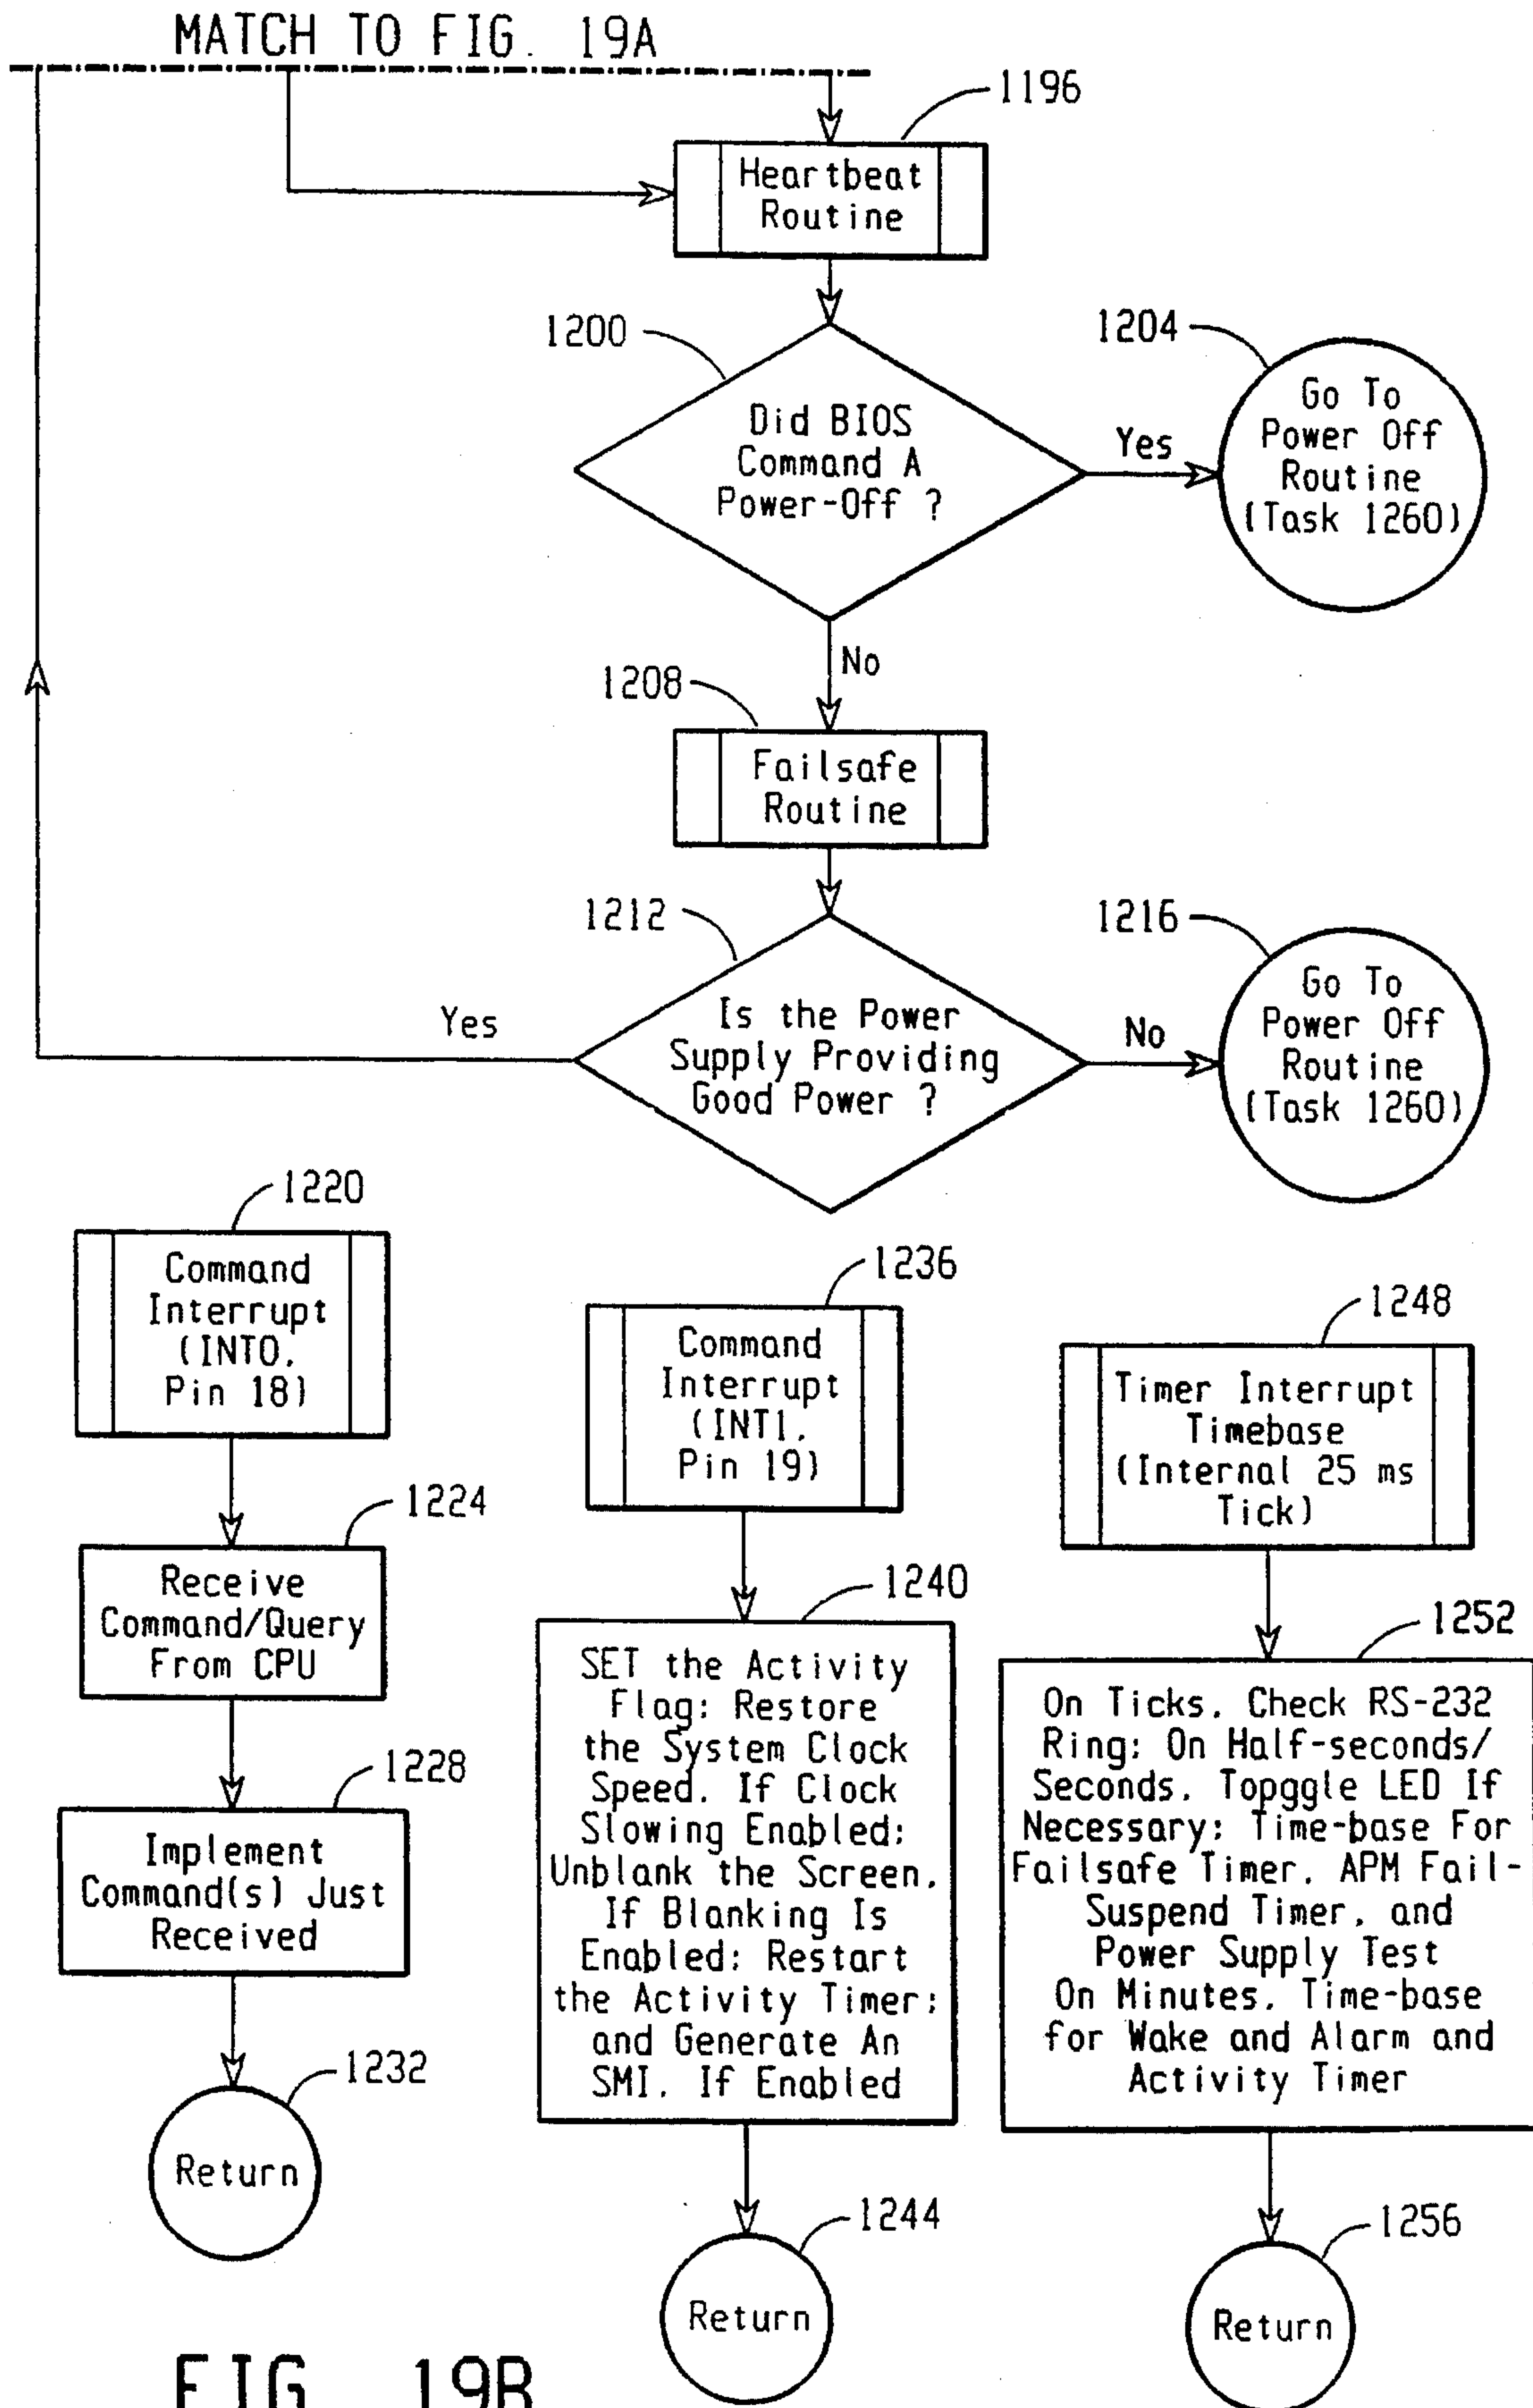 MATCH TO FIG. 19A
1196
Heartbeat
Routine
1200
Did BIOS
Command A
Power-Off ?
Yes
1204
Go To
Power Off
Routine
(Task 1260)
No
1208
Failsafe
Routine
1212
Is the Power
Supply Providing
Good Power ?
Yes
No
1216
Go To
Power Off
Routine
(Task 1260)
1220
Command
Interrupt
(INT0,
Pin 18)
1224
Receive
Command/Query
From CPU
1228
Implement
Command(s) Just
Received
1232
Return
1236
Command
Interrupt
(INT1,
Pin 19)
1240
SET the Activity
Flag; Restore
the System Clock
Speed, If Clock
Slowing Enabled;
Unblank the Screen,
If Blanking Is
Enabled; Restart
the Activity Timer;
and Generate An
SMI, If Enabled
1244
Return
1248
Timer Interrupt
Timebase
(Internal 25 ms
Tick)
1252
On Ticks, Check RS-232
Ring; On Half-seconds/
Seconds, Topggle LED If
Necessary; Time-base For
Failsafe Timer, APM Fail-
Suspend Timer, and
Power Supply Test
On Minutes, Time-base
for Wake and Alarm and
Activity Timer
1256
Return
FIG. 19B